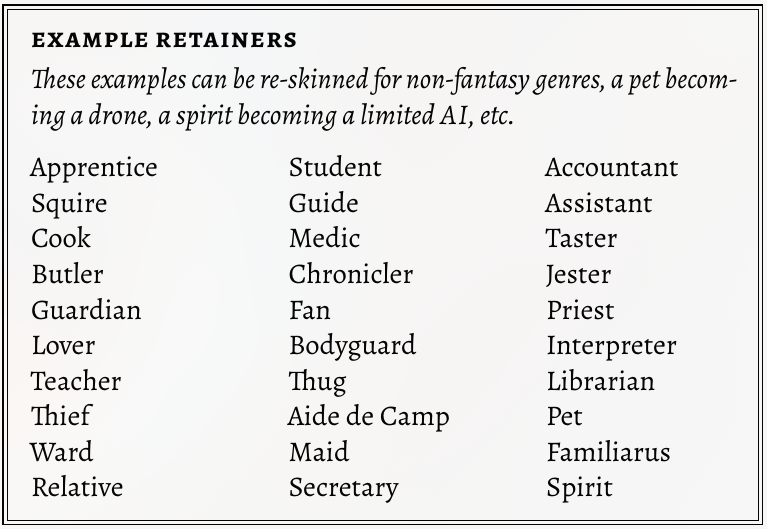 EXAMPLE RETAINERS
These examples can be re-skinned for non-fantasy genres, a pet becom-
ing a drone, a spirit becoming a limited AI, etc.
Apprentice
Squire
Cook
Butler
Guardian
Lover
Teacher
Thief
Ward
Relative
Student
Guide
Medic
Chronicler
Fan
Bodyguard
Thug
Aide de Camp
Maid
Secretary
Accountant
Assistant
Taster
Jester
Priest
Interpreter
Librarian
Pet
Familiarus
Spirit